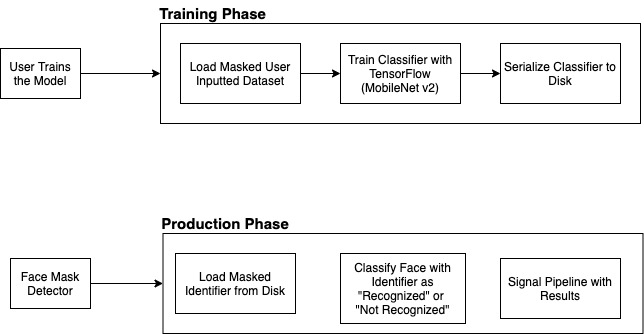 Training Phase
User Trains
the Model
Load Masked User
Inputted Dataset
Train Classifier with
TensorFlow
(MobileNet v2)
Serialize Classifier to
Disk
Production Phase
Face Mask
Detector
Load Masked
Identifier from Disk
Classify Face with
Identifier as
"Recognized" or
"Not Recognized"
Signal Pipeline with
Results